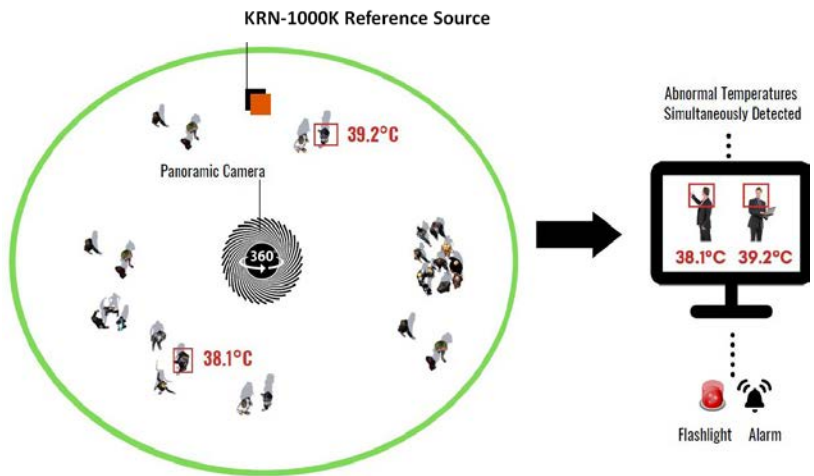 KRN-1000K Reference Source
39.2°C
Panoramic Camera
360°
38.1°C
Abnormal Temperatures
Simultaneously Detected
38.1°C 39.2°C
Flashlight Alarm